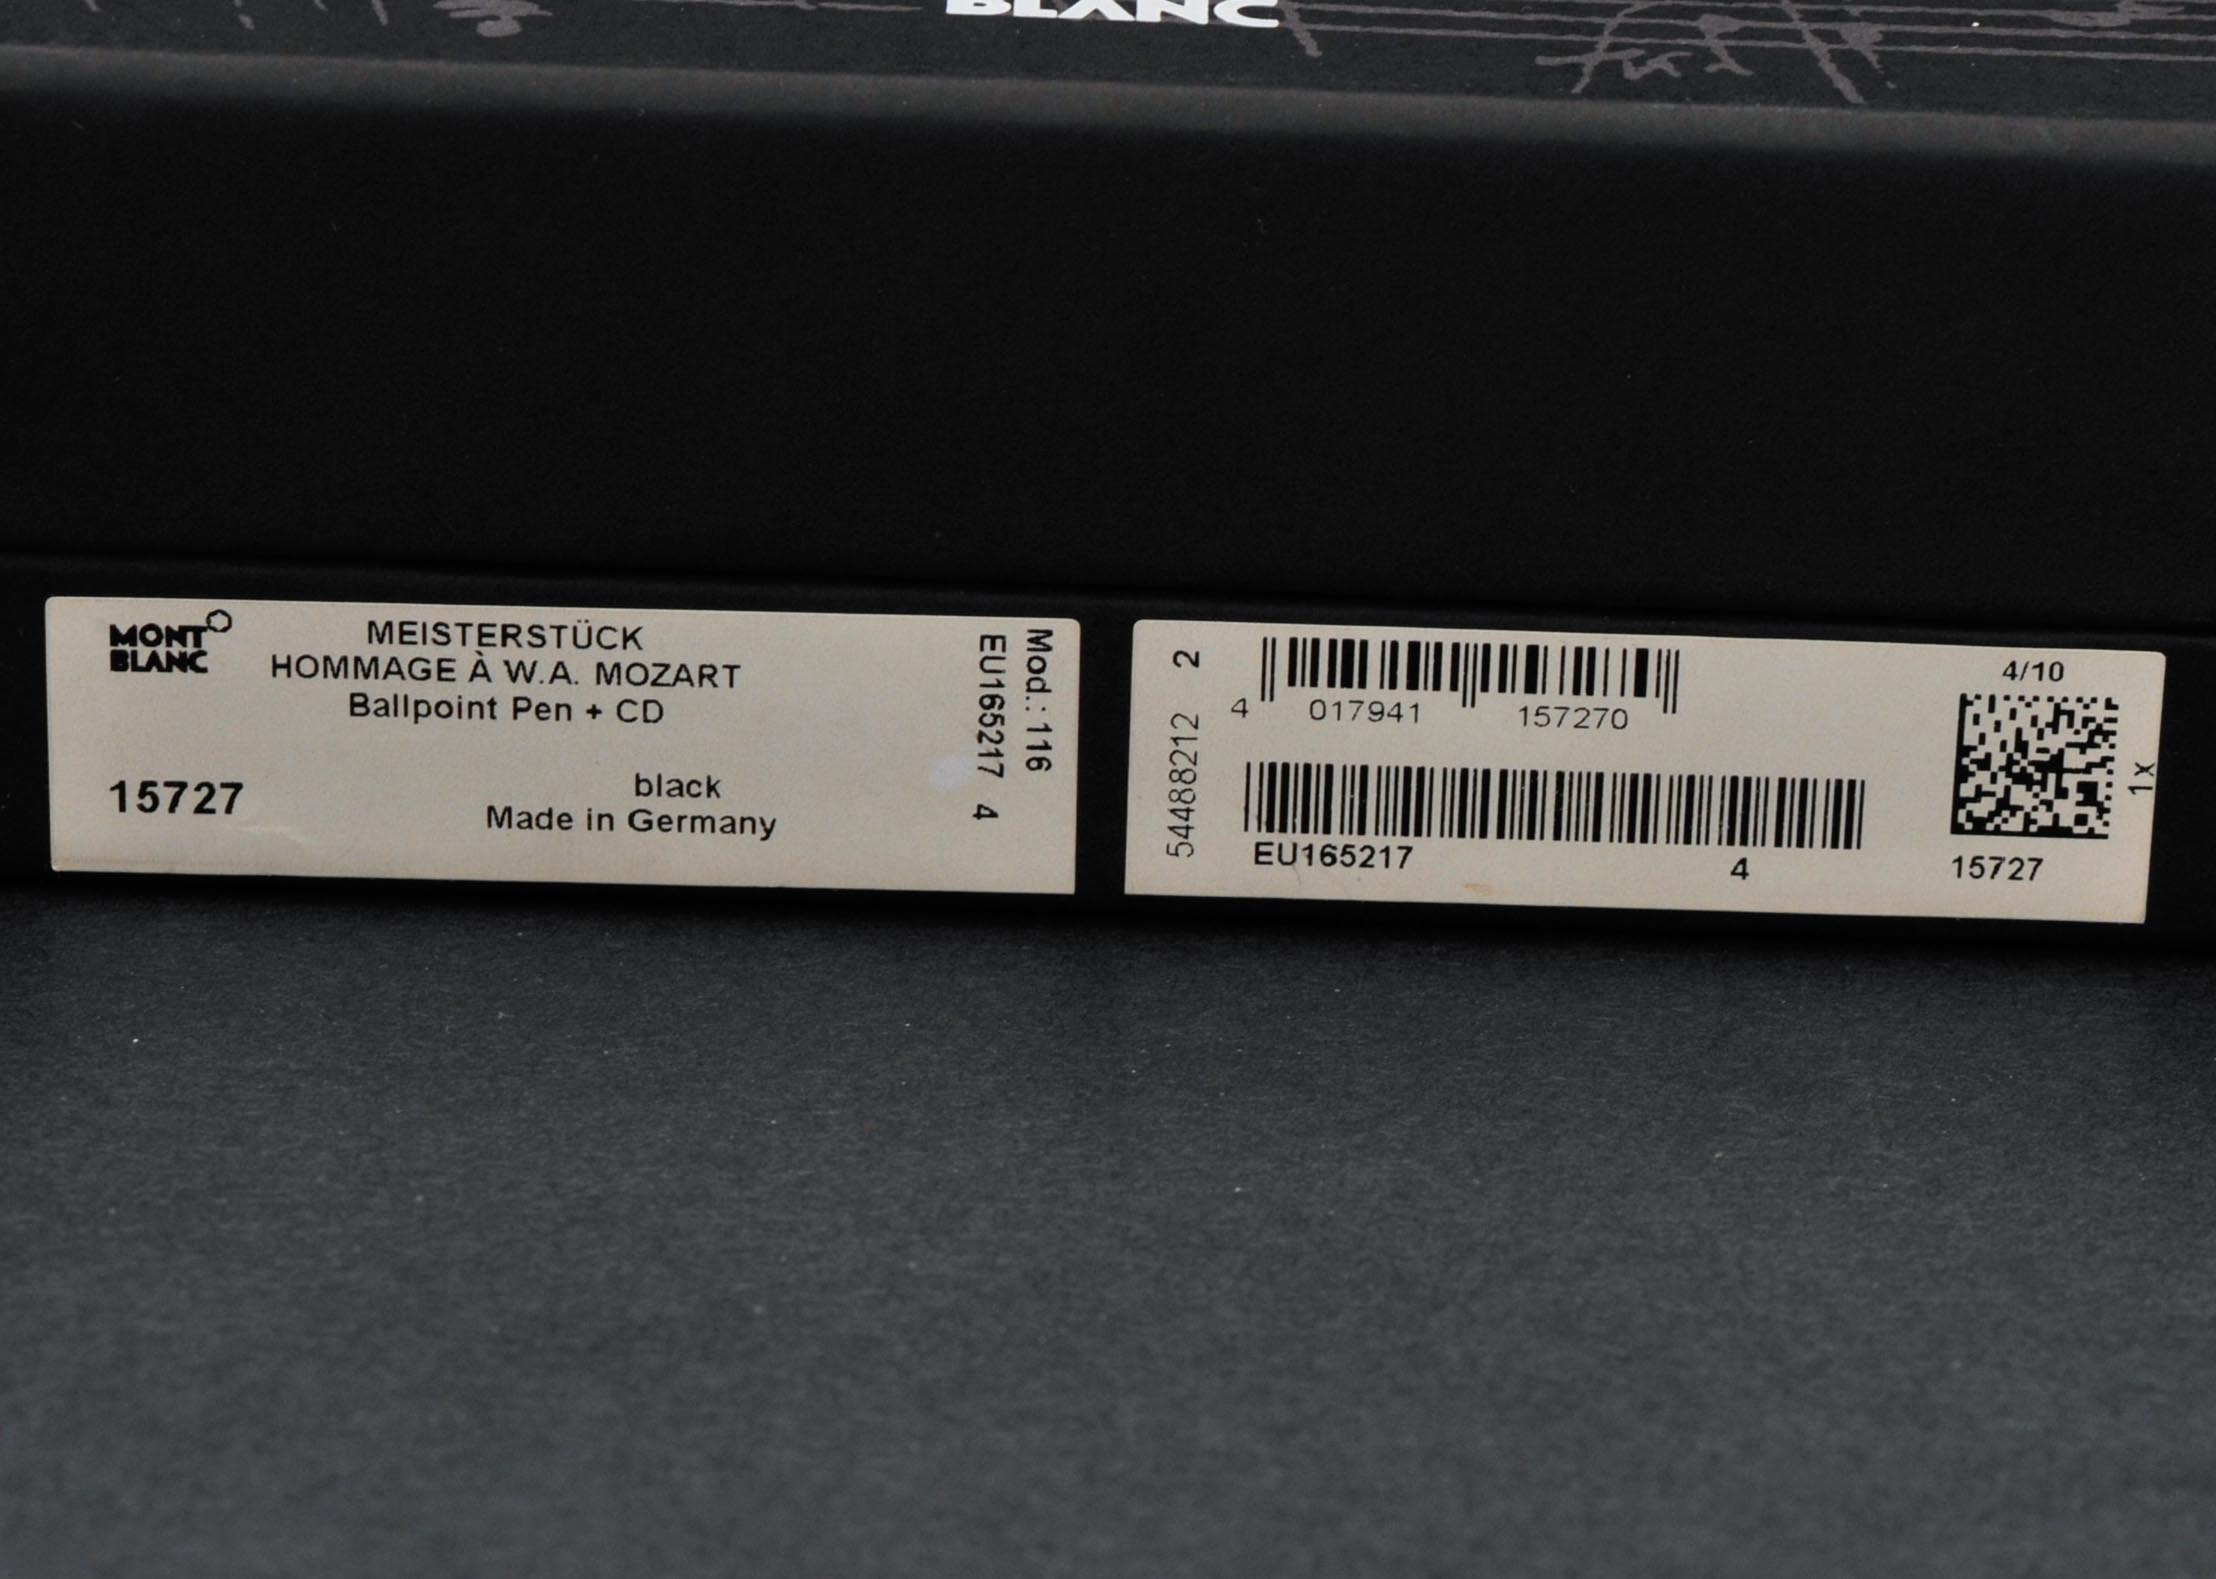 BLANC
MONT
BLANC
MEISTERSTÜCK
HOMMAGE À W.A. MOZART
Ballpoint Pen + CD
15727
black
Made in Germany
Mod.: 116
EU165217 4
54488212 2
4 017941 157270
EU165217 4
4/10
1x
15727